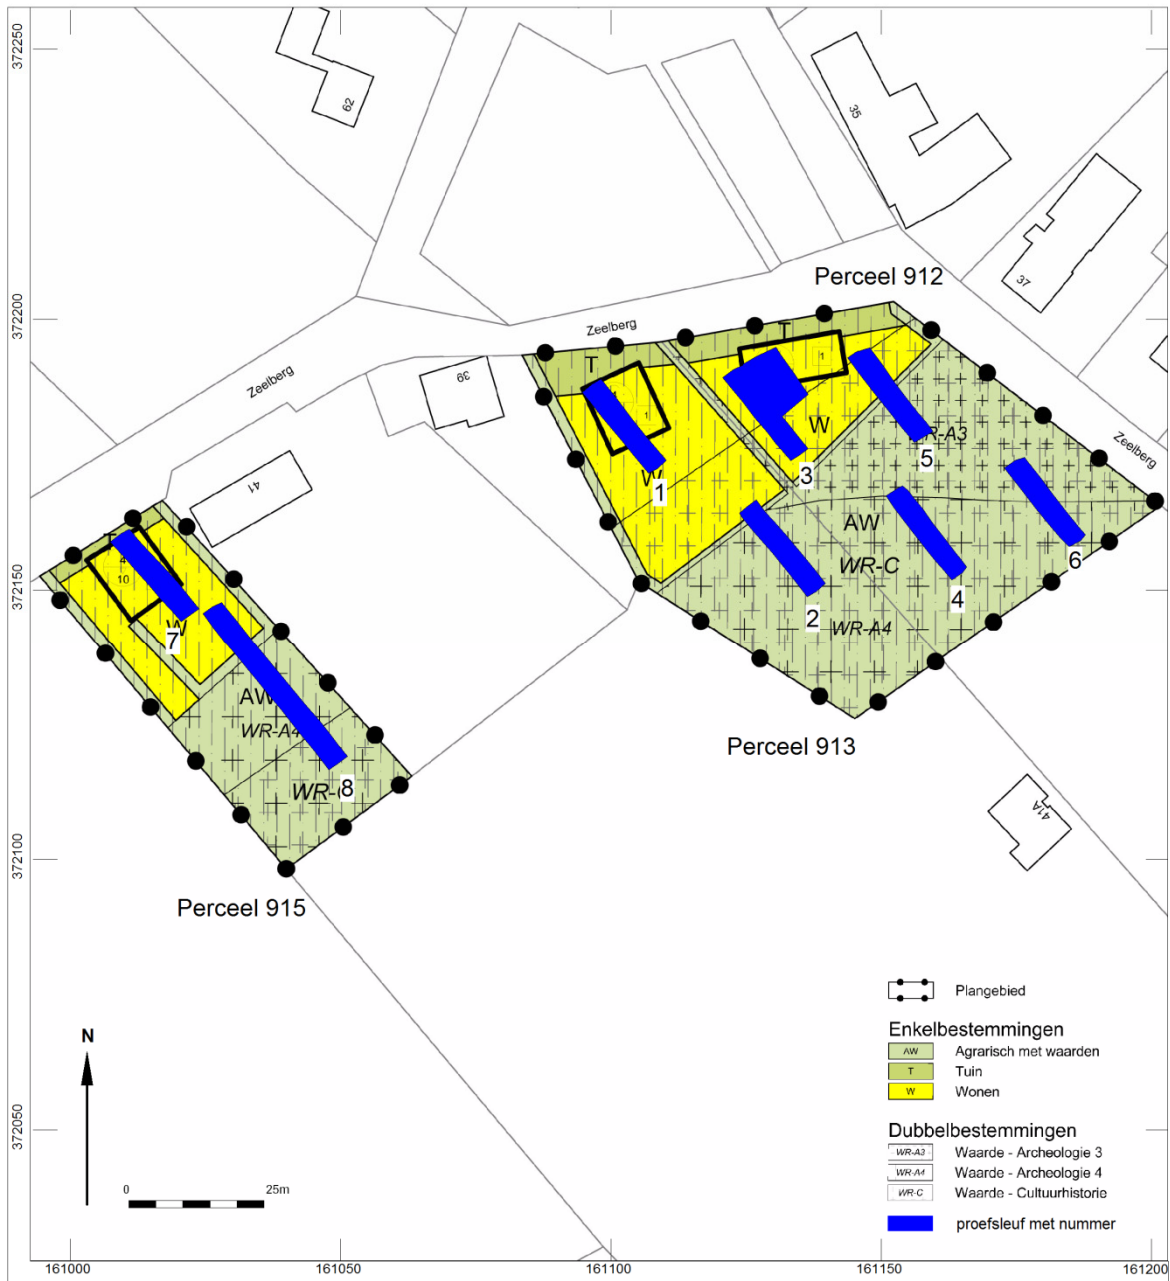 372250
62
35
37
Perceel 912
372200
Zeelberg
T
T
1
39
Zeelberg
1
W
W
WR-A3
5
3
Zeelberg
W
1
41
AW
WR-C
6
T
4
10
372150
4
2
WR-A4
W
7
AW
WR-A4
Perceel 913
WR-C
8
41A
372100
Perceel 915
Plangebied
Enkelbestemmingen
AW Agrarisch met waarden
T Tuin
W Wonen
N
372050
Dubbelbestemmingen
WR-A3 Waarde - Archeologie 3
WR-A4 Waarde - Archeologie 4
WR-C Waarde - Cultuurhistorie
0 25m
proefsleuf met nummer
161000 161050 161100 161150 161200